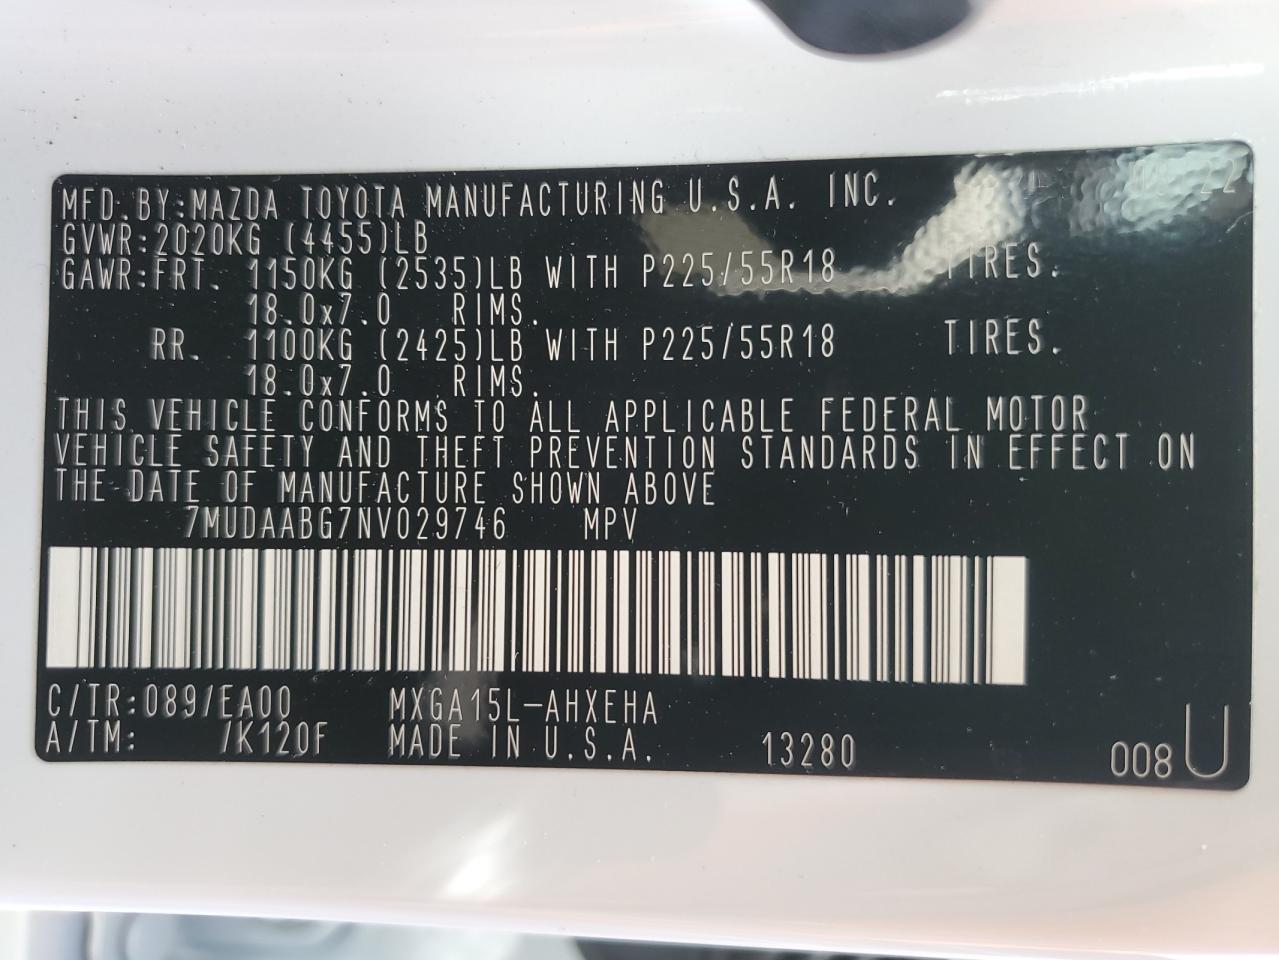 MFD.BY:MAZDA TOYOTA MANUFACTURING U.S.A. INC. 22
GVWR:2020KG (4455)LB
GAWR:FRT. 1150KG (2535)LB WITH P225/55R18 TIRES.
18.0x7.0 RIMS.
RR. 1100KG (2425)LB WITH P225/55R18 TIRES.
18.0x7.0 RIMS.
THIS VEHICLE CONFORMS TO ALL APPLICABLE FEDERAL MOTOR
VEHICLE SAFETY AND THEFT PREVENTION STANDARDS IN EFFECT ON
THE DATE OF MANUFACTURE SHOWN ABOVE
7MUDAABG7NV029746 MPV
C/TR:089/EA00 MXGA15L-AHXEHA
A/TM: /K120F MADE IN U.S.A. 13280 008 U